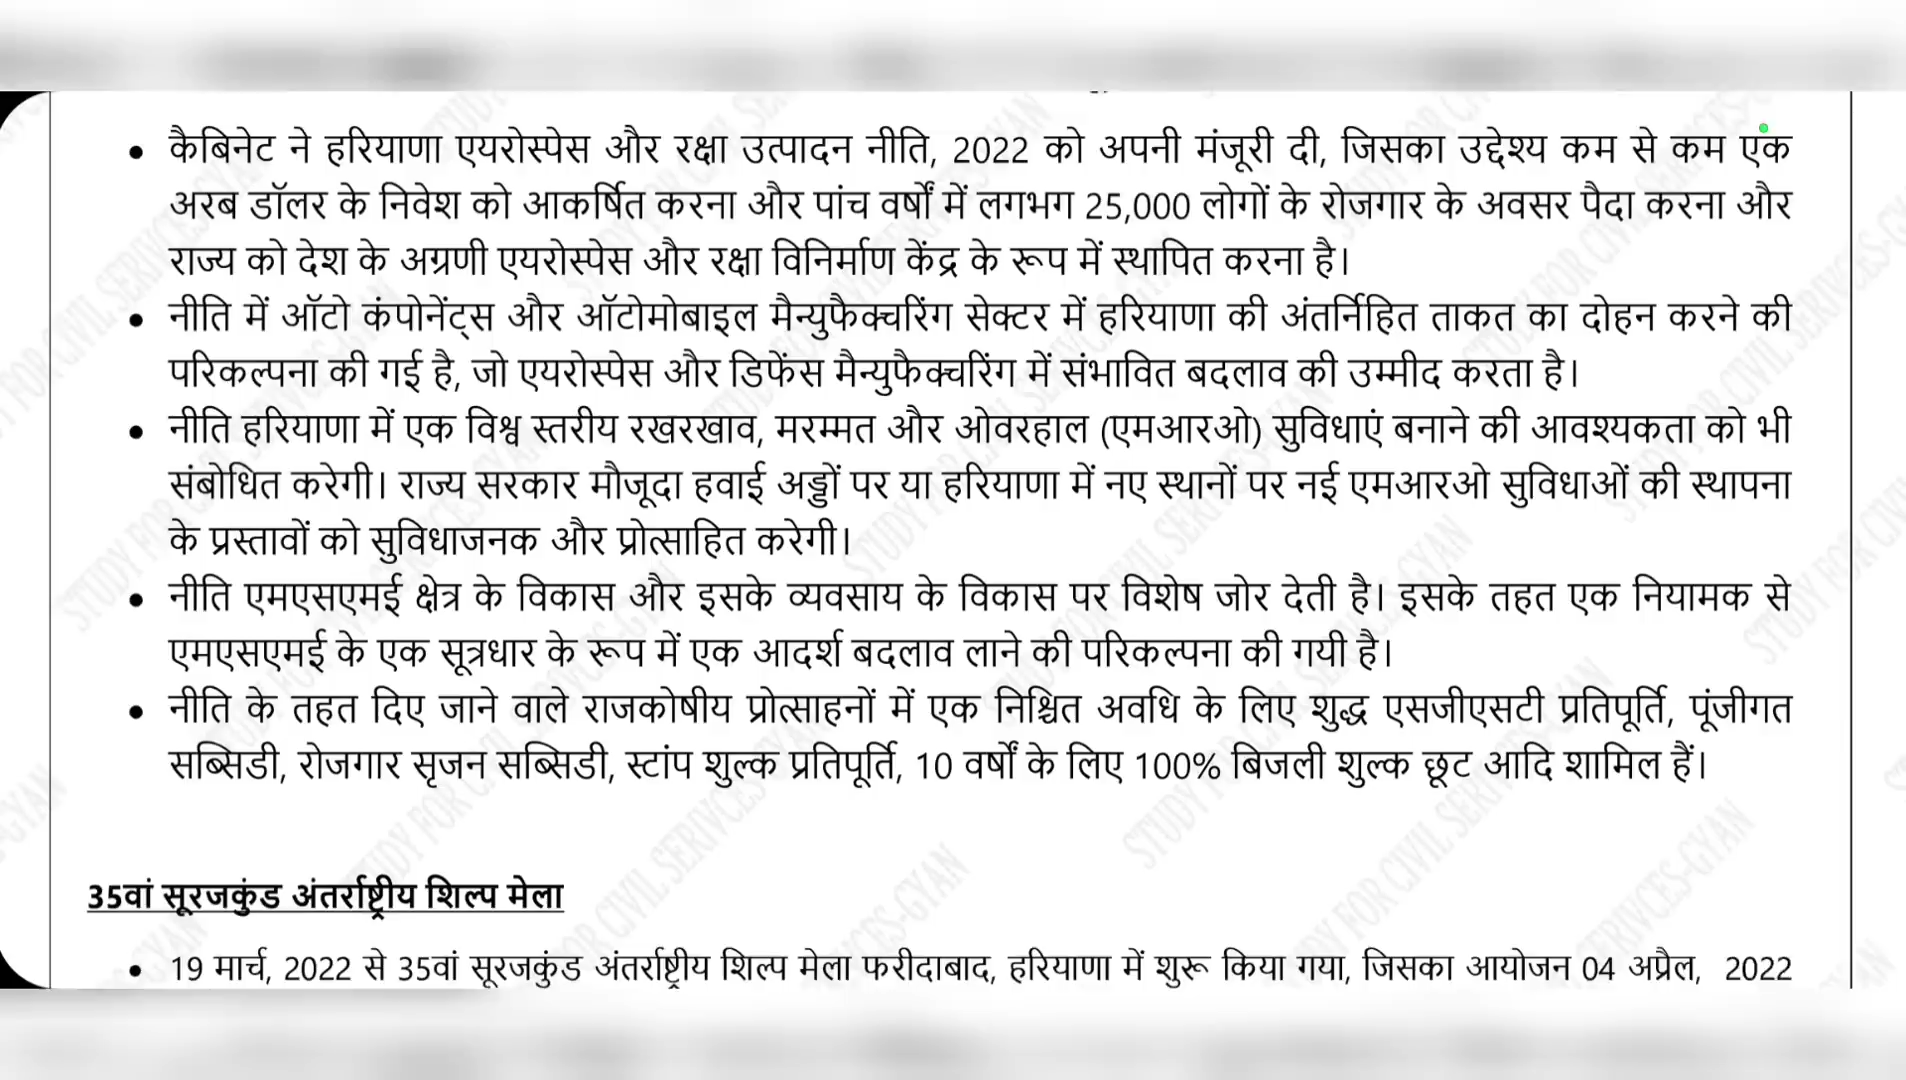 • कैबिनेट ने हरियाणा एयरोस्पेस और रक्षा उत्पादन नीति, 2022 को अपनी मंजूरी दी, जिसका उद्देश्य कम से कम एक
अरब डॉलर के निवेश को आकर्षित करना और पांच वर्षों में लगभग 25,000 लोगों के रोजगार के अवसर पैदा करना और
राज्य को देश के अग्रणी एयरोस्पेस और रक्षा विनिर्माण केंद्र के रूप में स्थापित करना है।
• नीति में ऑटो कंपोनेंट्स और ऑटोमोबाइल मैन्युफैक्चरिंग सेक्टर में हरियाणा की अंतर्निहित ताकत का दोहन करने की
परिकल्पना की गई है, जो एयरोस्पेस और डिफेंस मैन्युफैक्चरिंग में संभावित बदलाव की उम्मीद करता है।
• नीति हरियाणा में एक विश्व स्तरीय रखरखाव, मरम्मत और ओवरहाल (एमआरओ) सुविधाएं बनाने की आवश्यकता को भी
संबोधित करेगी। राज्य सरकार मौजूदा हवाई अड्डों पर या हरियाणा में नए स्थानों पर नई एमआरओ सुविधाओं की स्थापना
के प्रस्तावों को सुविधाजनक और प्रोत्साहित करेगी।
• नीति एमएसएमई क्षेत्र के विकास और इसके व्यवसाय के विकास पर विशेष जोर देती है। इसके तहत एक नियामक से
एमएसएमई के एक सूत्रधार के रूप में एक आदर्श बदलाव लाने की परिकल्पना की गयी है।
• नीति के तहत दिए जाने वाले राजकोषीय प्रोत्साहनों में एक निश्चित अवधि के लिए शुद्ध एसजीएसटी प्रतिपूर्ति, पूंजीगत
सब्सिडी, रोजगार सृजन सब्सिडी, स्टांप शुल्क प्रतिपूर्ति, 10 वर्षों के लिए 100% बिजली शुल्क छूट आदि शामिल हैं।
35वां सूरजकुंड अंतर्राष्ट्रीय शिल्प मेला
• 19 मार्च, 2022 से 35वां सूरजकुंड अंतर्राष्ट्रीय शिल्प मेला फरीदाबाद, हरियाणा में शुरू किया गया, जिसका आयोजन 04 अप्रैल, 2022
STUDY FOR CIVIL SERIVCES-GYAN